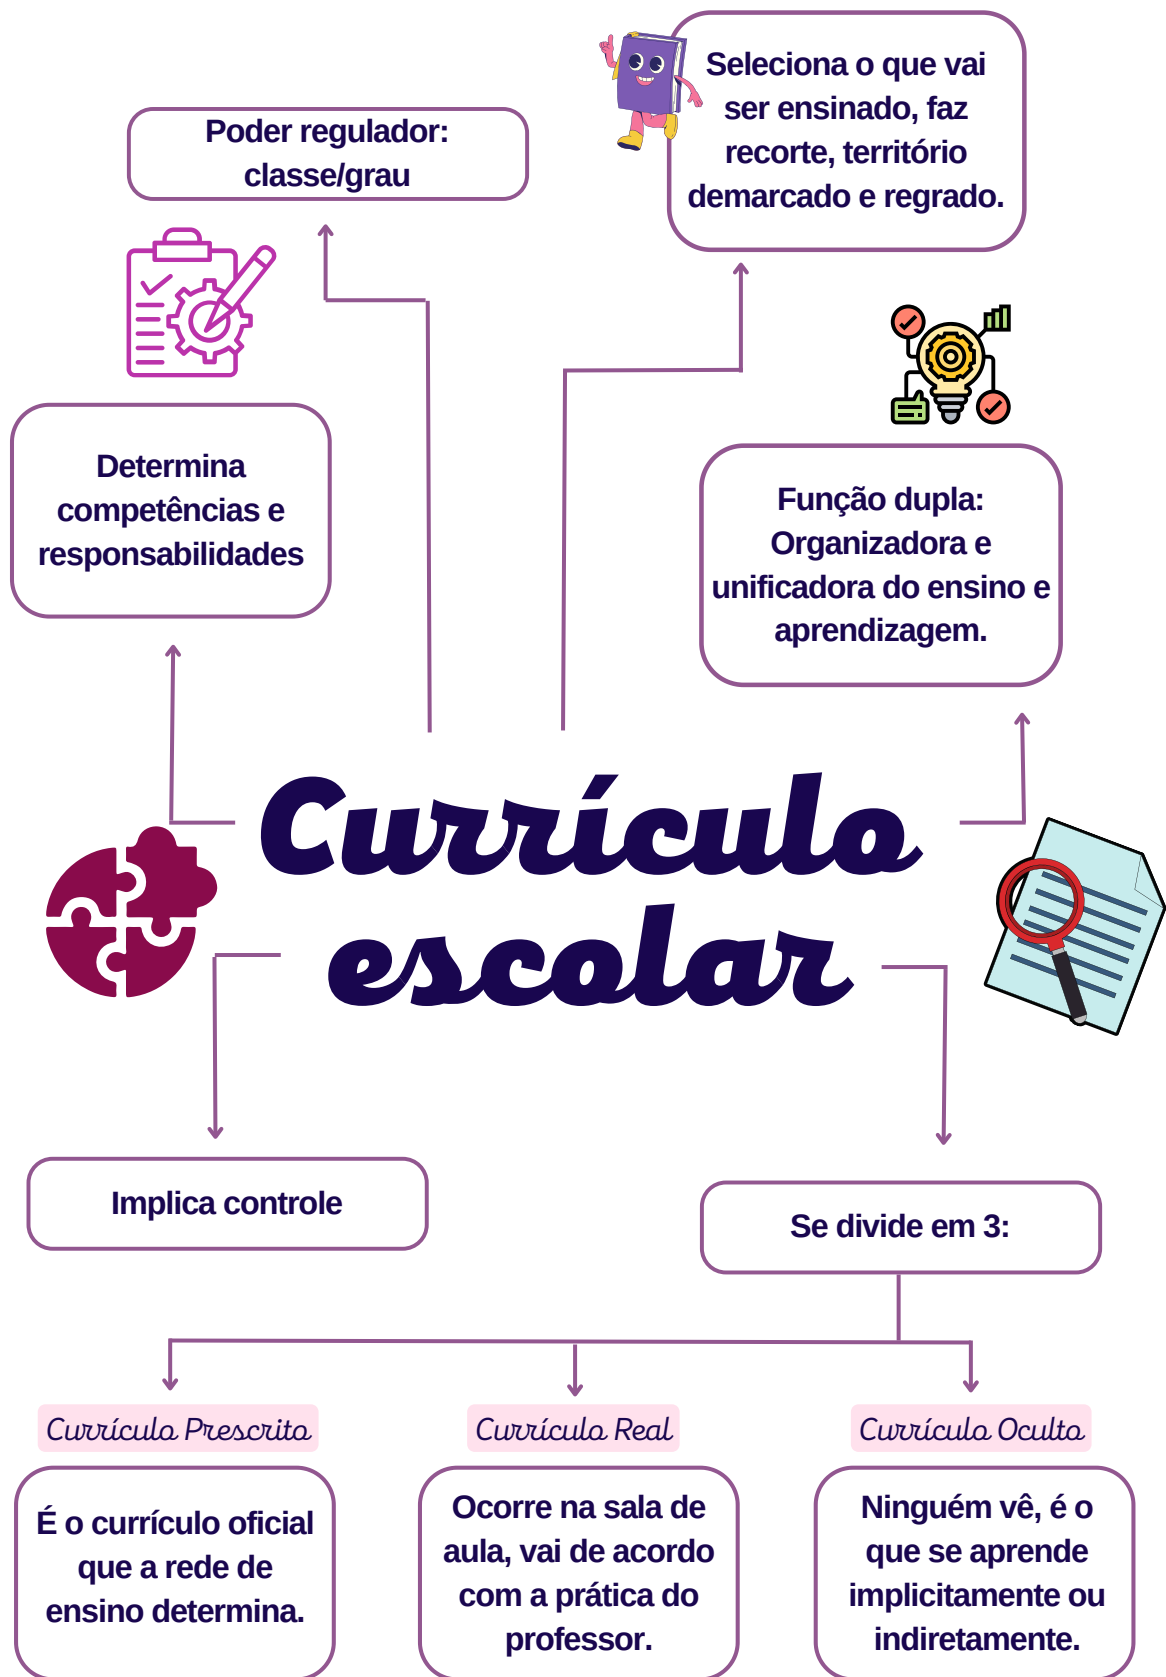 Seleciona o que vai
ser ensinado, faz
recorte, território
demarcado e regrado.
Poder regulador:
classe/grau
Determina
competências e
responsabilidades
Função dupla:
Organizadora e
unificadora do ensino e
aprendizagem.
Currículo
escolar
Implica controle
Se divide em 3:
Currículo Prescrito
É o currículo oficial
que a rede de
ensino determina.
Currículo Real
Ocorre na sala de
aula, vai de acordo
com a prática do
professor.
Currículo Oculto
Ninguém vê, é o
que se aprende
implicitamente ou
indiretamente.